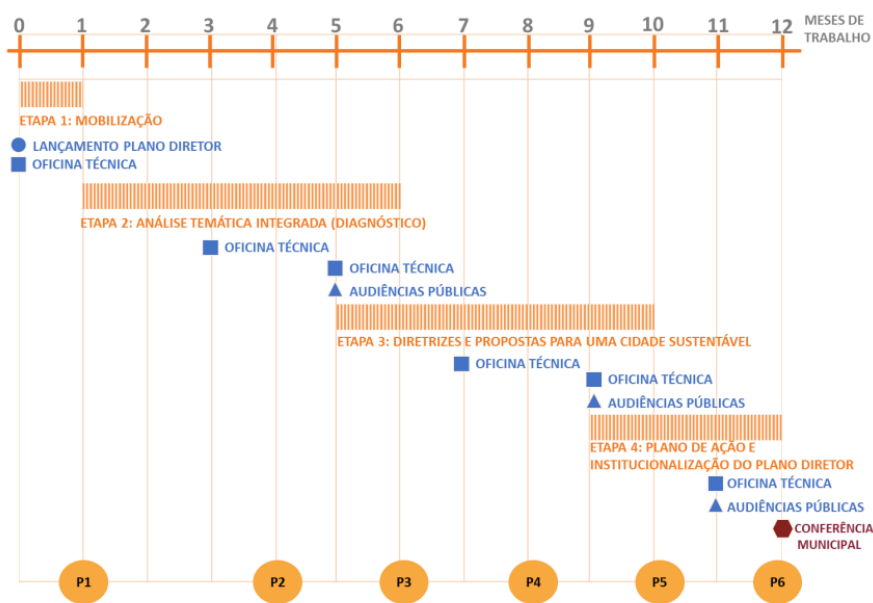 0 1 2 3 4 5 6 7 8 9 10 11 12 MESES DE
TRABALHO
ETAPA 1: MOBILIZAÇÃO
LANÇAMENTO PLANO DIRETOR
OFICINA TÉCNICA
ETAPA 2: ANÁLISE TEMÁTICA INTEGRADA (DIAGNÓSTICO)
OFICINA TÉCNICA
OFICINA TÉCNICA
AUDIÊNCIAS PÚBLICAS
ETAPA 3: DIRETRIZES E PROPOSTAS PARA UMA CIDADE SUSTENTÁVEL
OFICINA TÉCNICA
OFICINA TÉCNICA
AUDIÊNCIAS PÚBLICAS
ETAPA 4: PLANO DE AÇÃO E
INSTITUCIONALIZAÇÃO DO PLANO DIRETOR
OFICINA TÉCNICA
AUDIÊNCIAS PÚBLICAS
CONFERÊNCIA
MUNICIPAL
P1 P2 P3 P4 P5 P6